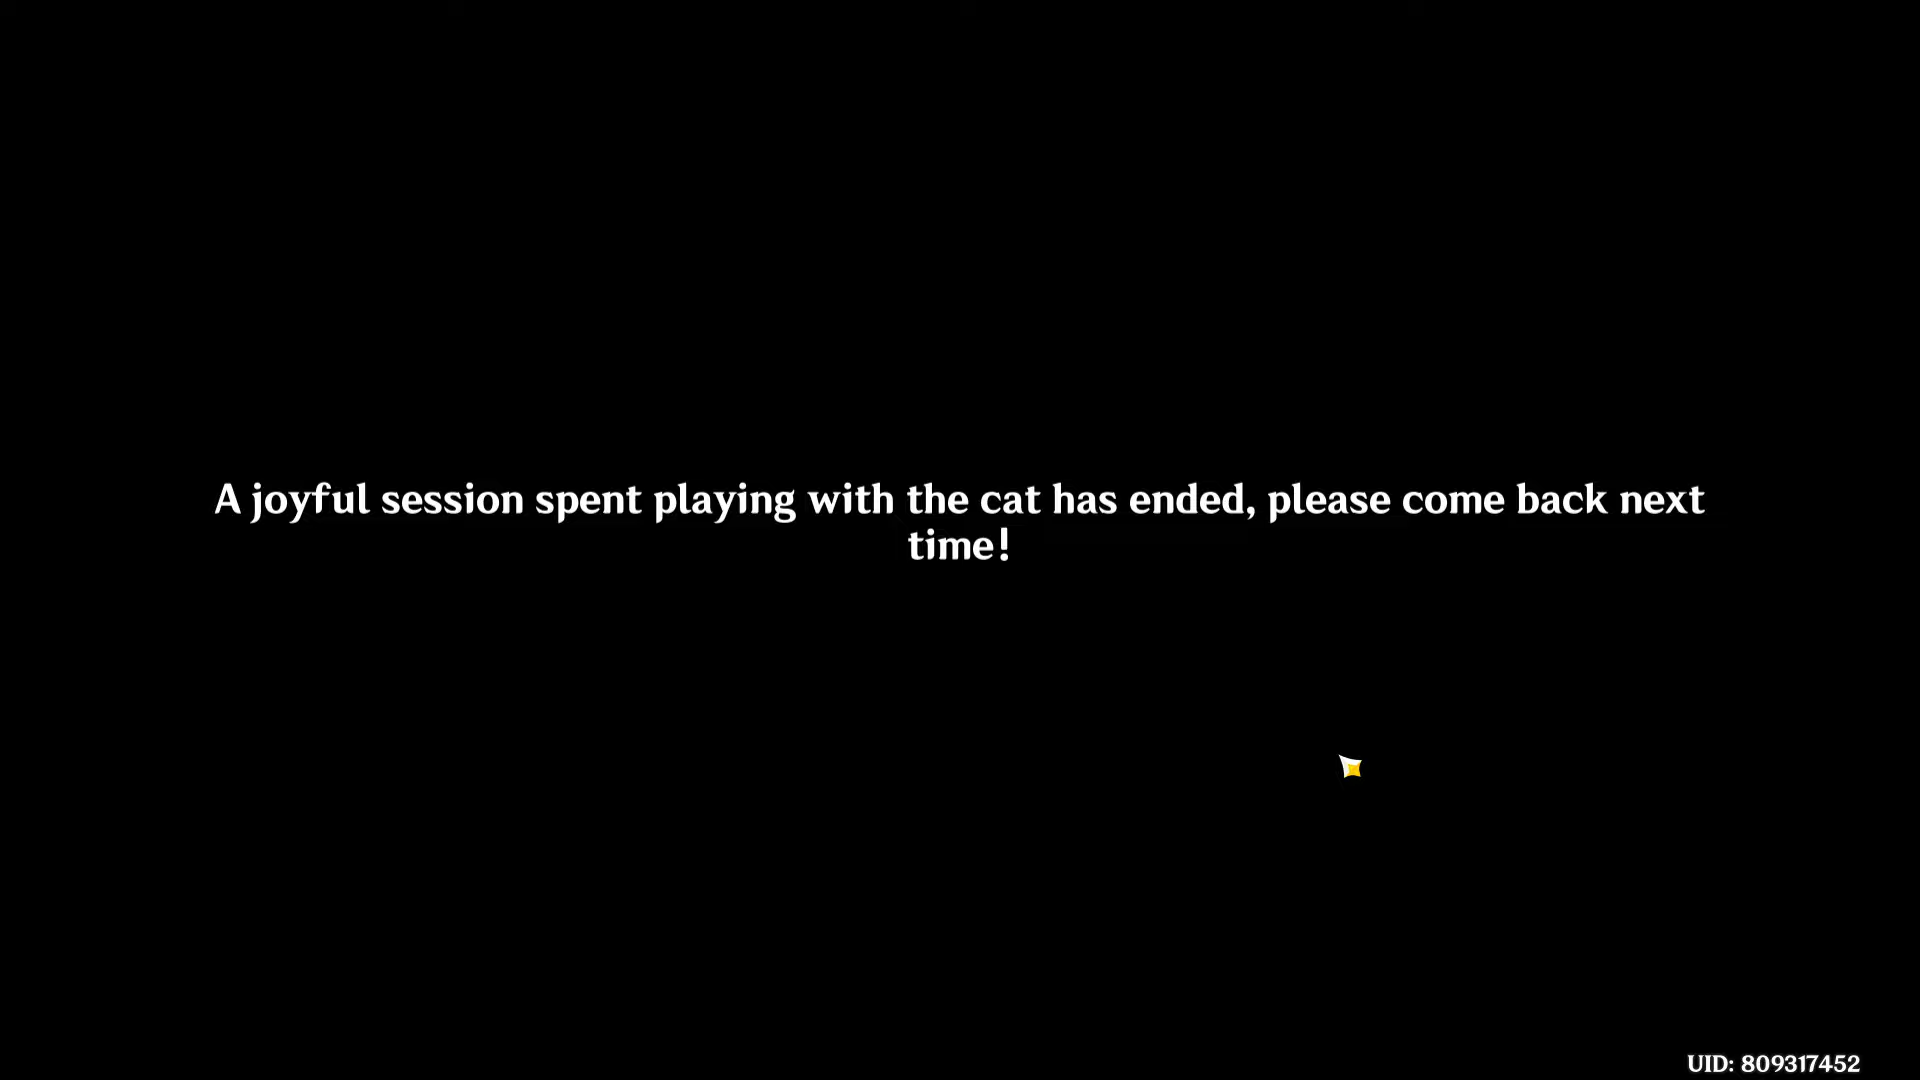 A joyful session spent playing with the cat has ended, please come back next
time!
UID: 809317452